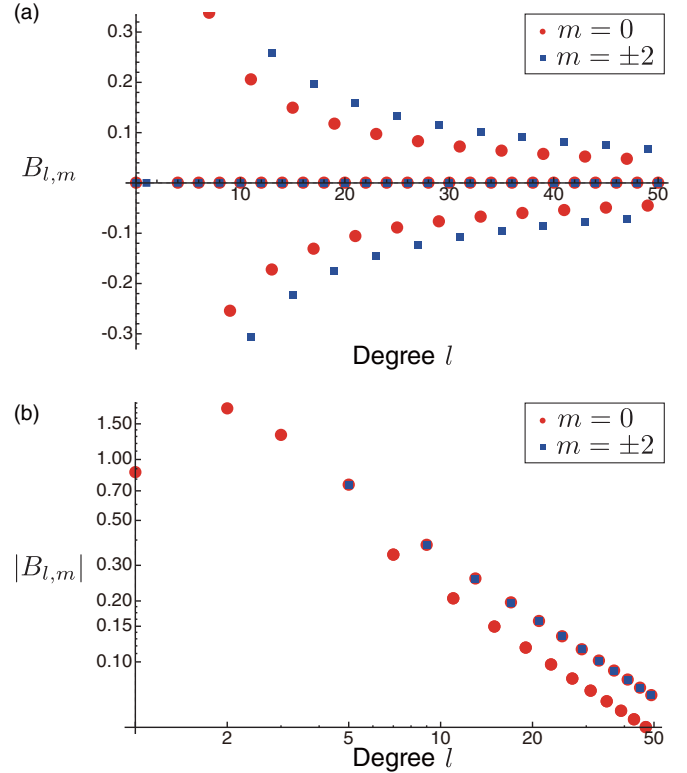 (a)
m = 0
m = ±2
0.3
0.2
0.1
B_{l,m}
10 20 30 40 50
-0.1
-0.2
-0.3
Degree l
(b)
m = 0
m = ±2
1.50
1.00
0.70
0.50
0.30
|B_{l,m}|
0.20
0.15
0.10
2 5 10 20 50
Degree l